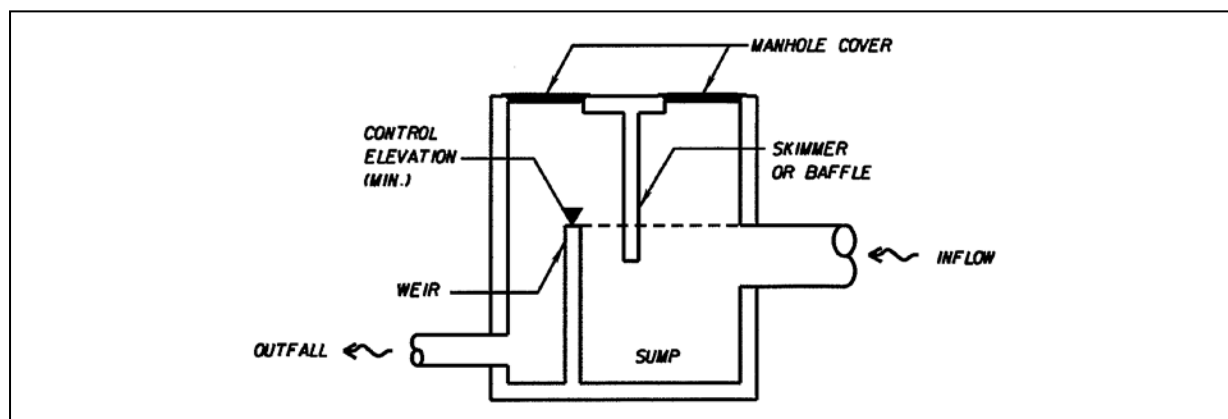 MANHOLE COVER
CONTROL
ELEVATION
(MIN.)
SKIMMER
OR BAFFLE
INFLOW
WEIR
OUTFALL
SUMP